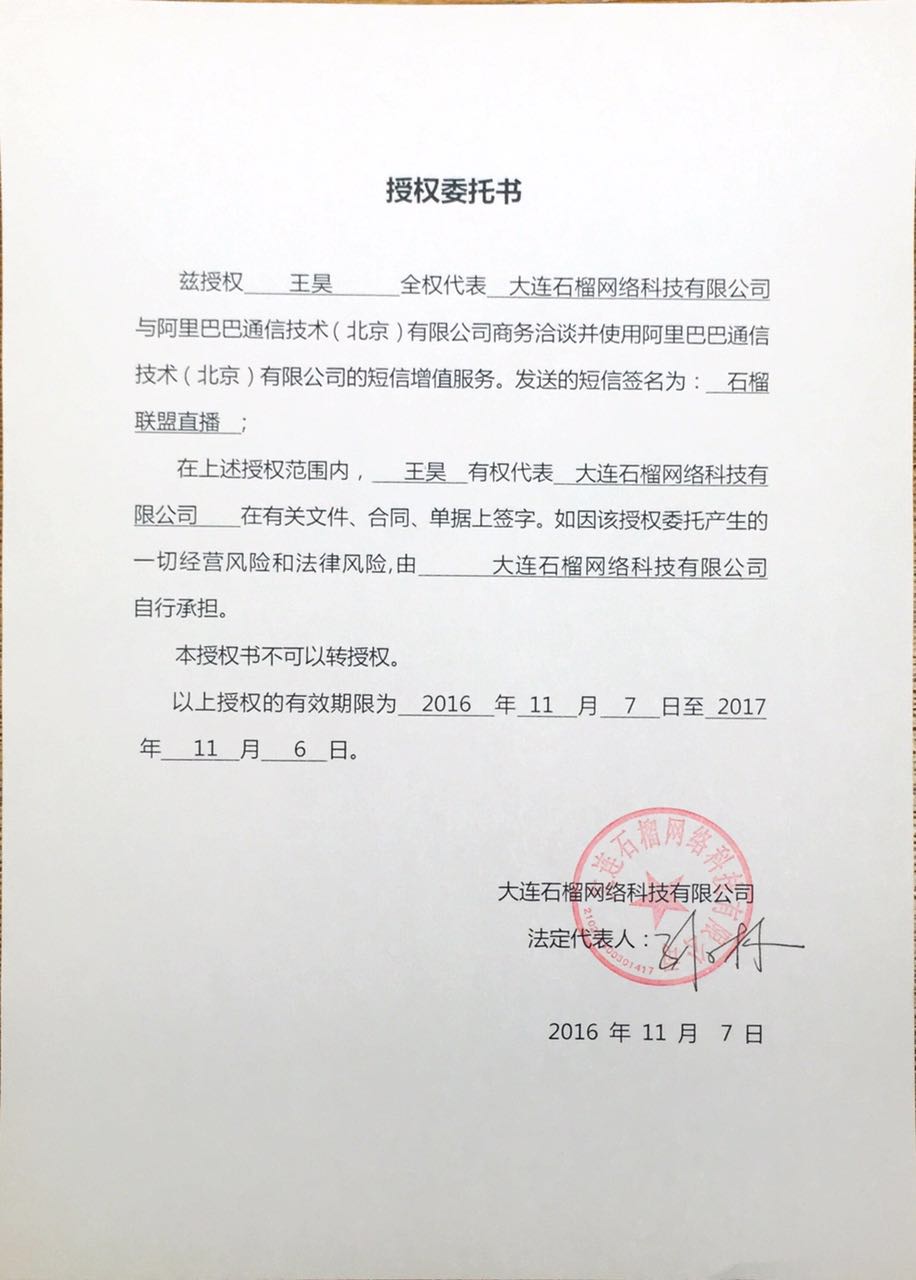 授权委托书
兹授权 王昊 全权代表 大连石榴网络科技有限公司
与阿里巴巴通信技术（北京）有限公司商务洽谈并使用阿里巴巴通信
技术（北京）有限公司的短信增值服务。发送的短信签名为： 石榴
联盟直播 ；
在上述授权范围内， 王昊 有权代表 大连石榴网络科技有
限公司 在有关文件、合同、单据上签字。如因该授权委托产生的
一切经营风险和法律风险,由 大连石榴网络科技有限公司
自行承担。
本授权书不可以转授权。
以上授权的有效期限为 2016 年 11 月 7 日至 2017
年 11 月 6 日。
大连石榴网络科技有限公司
大连石榴网络科技有限公司
法定代表人：
2016 年 11 月 7 日